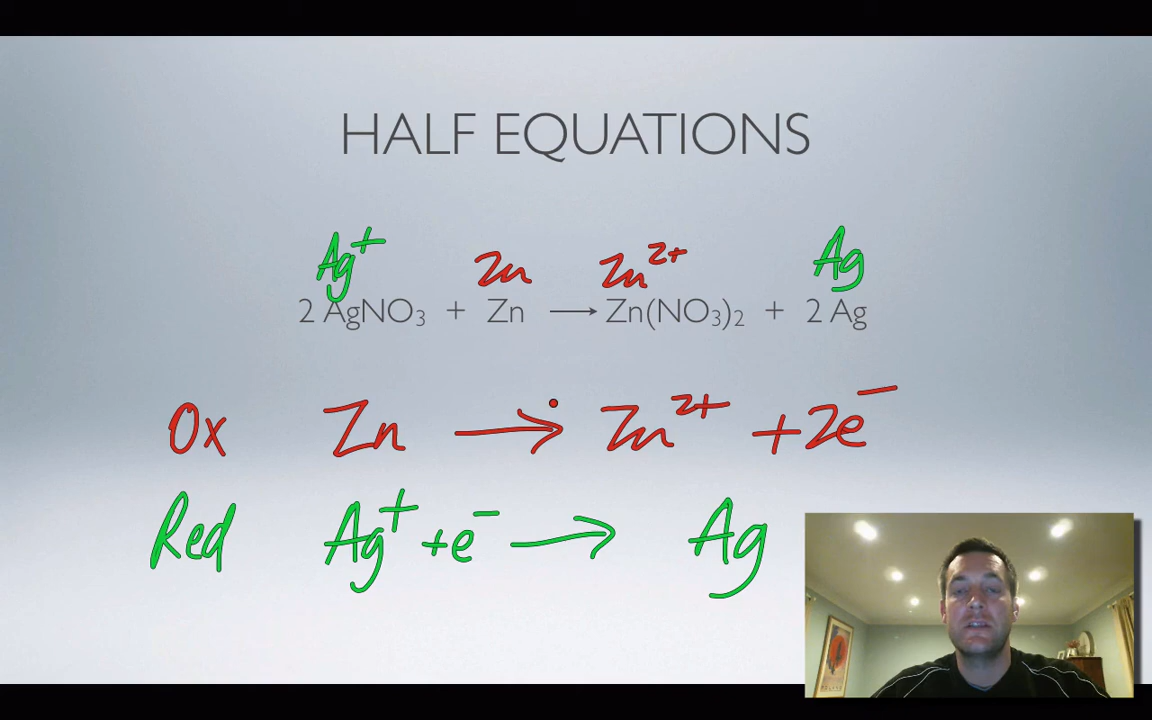 HALF EQUATIONS
Ag⁺ Zn Zn²⁺ Ag
2 AgNO₃ + Zn → Zn(NO₃)₂ + 2 Ag
Ox Zn → Zn²⁺ + 2e⁻
Red Ag⁺ + e⁻ → Ag